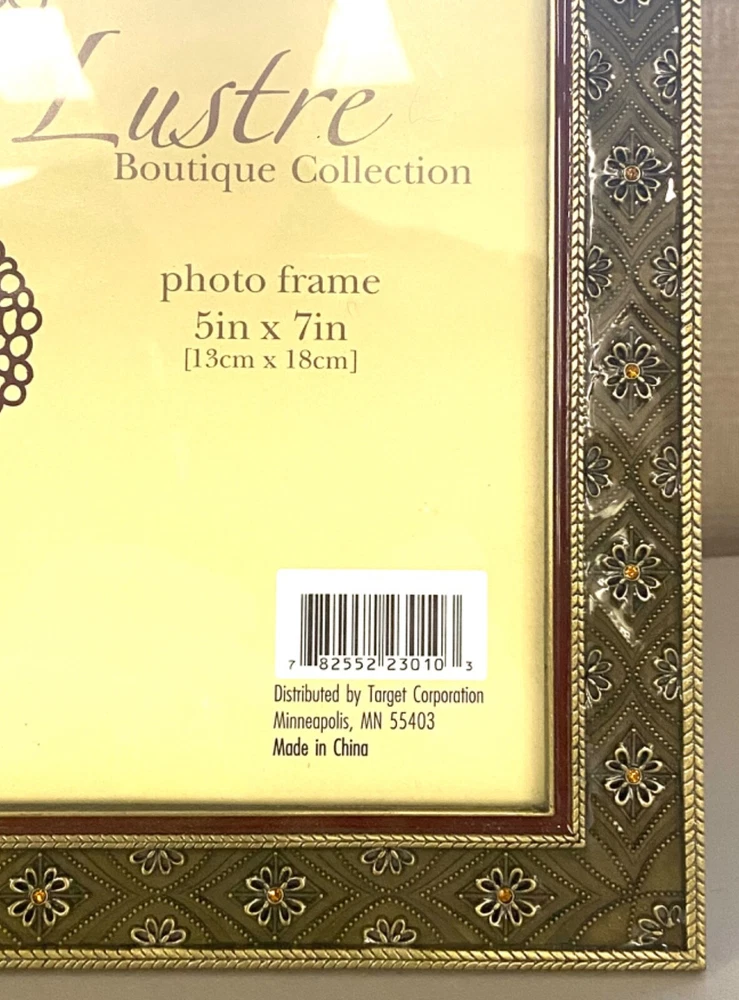 Lustre
Boutique Collection
photo frame
5in x 7in
[13cm x 18cm]
7 82552 23010 3
Distributed by Target Corporation
Minneapolis, MN 55403
Made in China